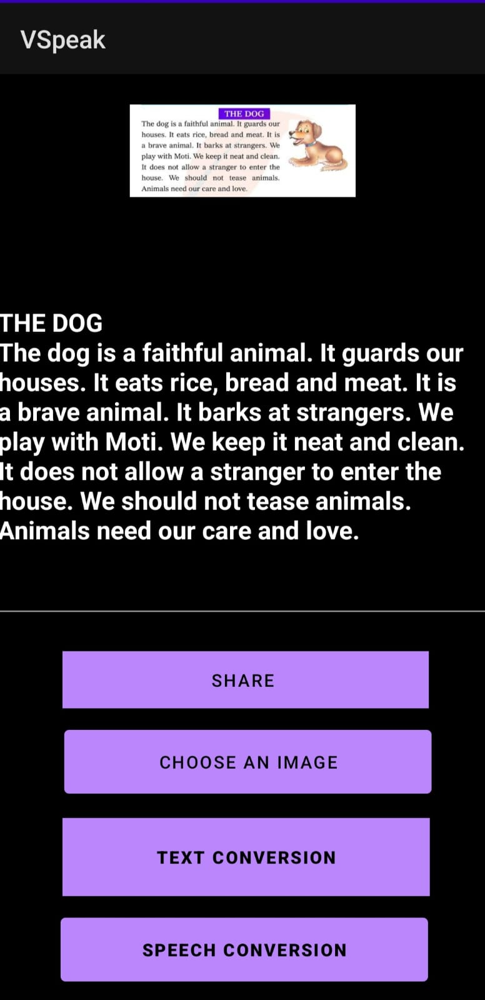 VSpeak
THE DOG
The dog is a faithful animal. It guards our
houses. It eats rice, bread and meat. It is
a brave animal. It barks at strangers. We
play with Moti. We keep it neat and clean.
It does not allow a stranger to enter the
house. We should not tease animals.
Animals need our care and love.
THE DOG
The dog is a faithful animal. It guards our
houses. It eats rice, bread and meat. It is
a brave animal. It barks at strangers. We
play with Moti. We keep it neat and clean.
It does not allow a stranger to enter the
house. We should not tease animals.
Animals need our care and love.
SHARE
CHOOSE AN IMAGE
TEXT CONVERSION
SPEECH CONVERSION